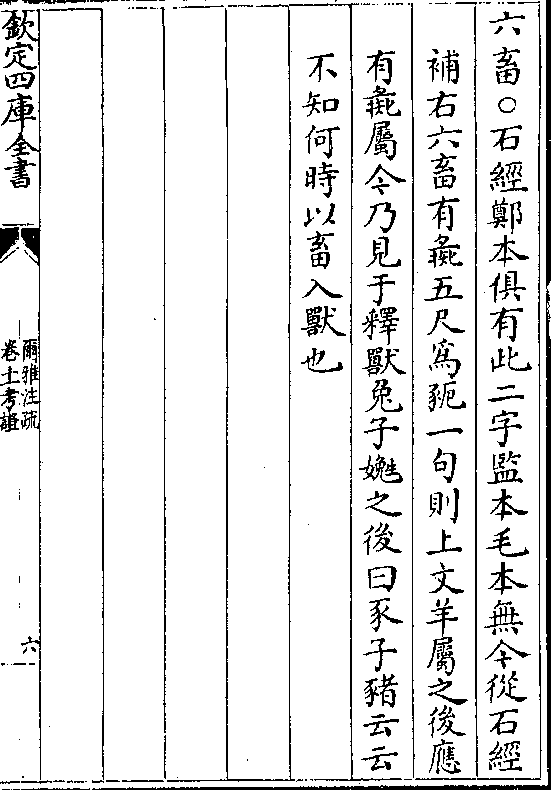 六畜○石經鄭本俱有此二字監本毛本無今從石經
補右六畜有彘五尺爲豟一句則上文羊屬之後應
有彘屬今乃見于釋獸兔子嬎之後曰豕子豬云云
不知何時以畜入獸也
欽定四庫全書
爾雅注疏
卷十一考證
六